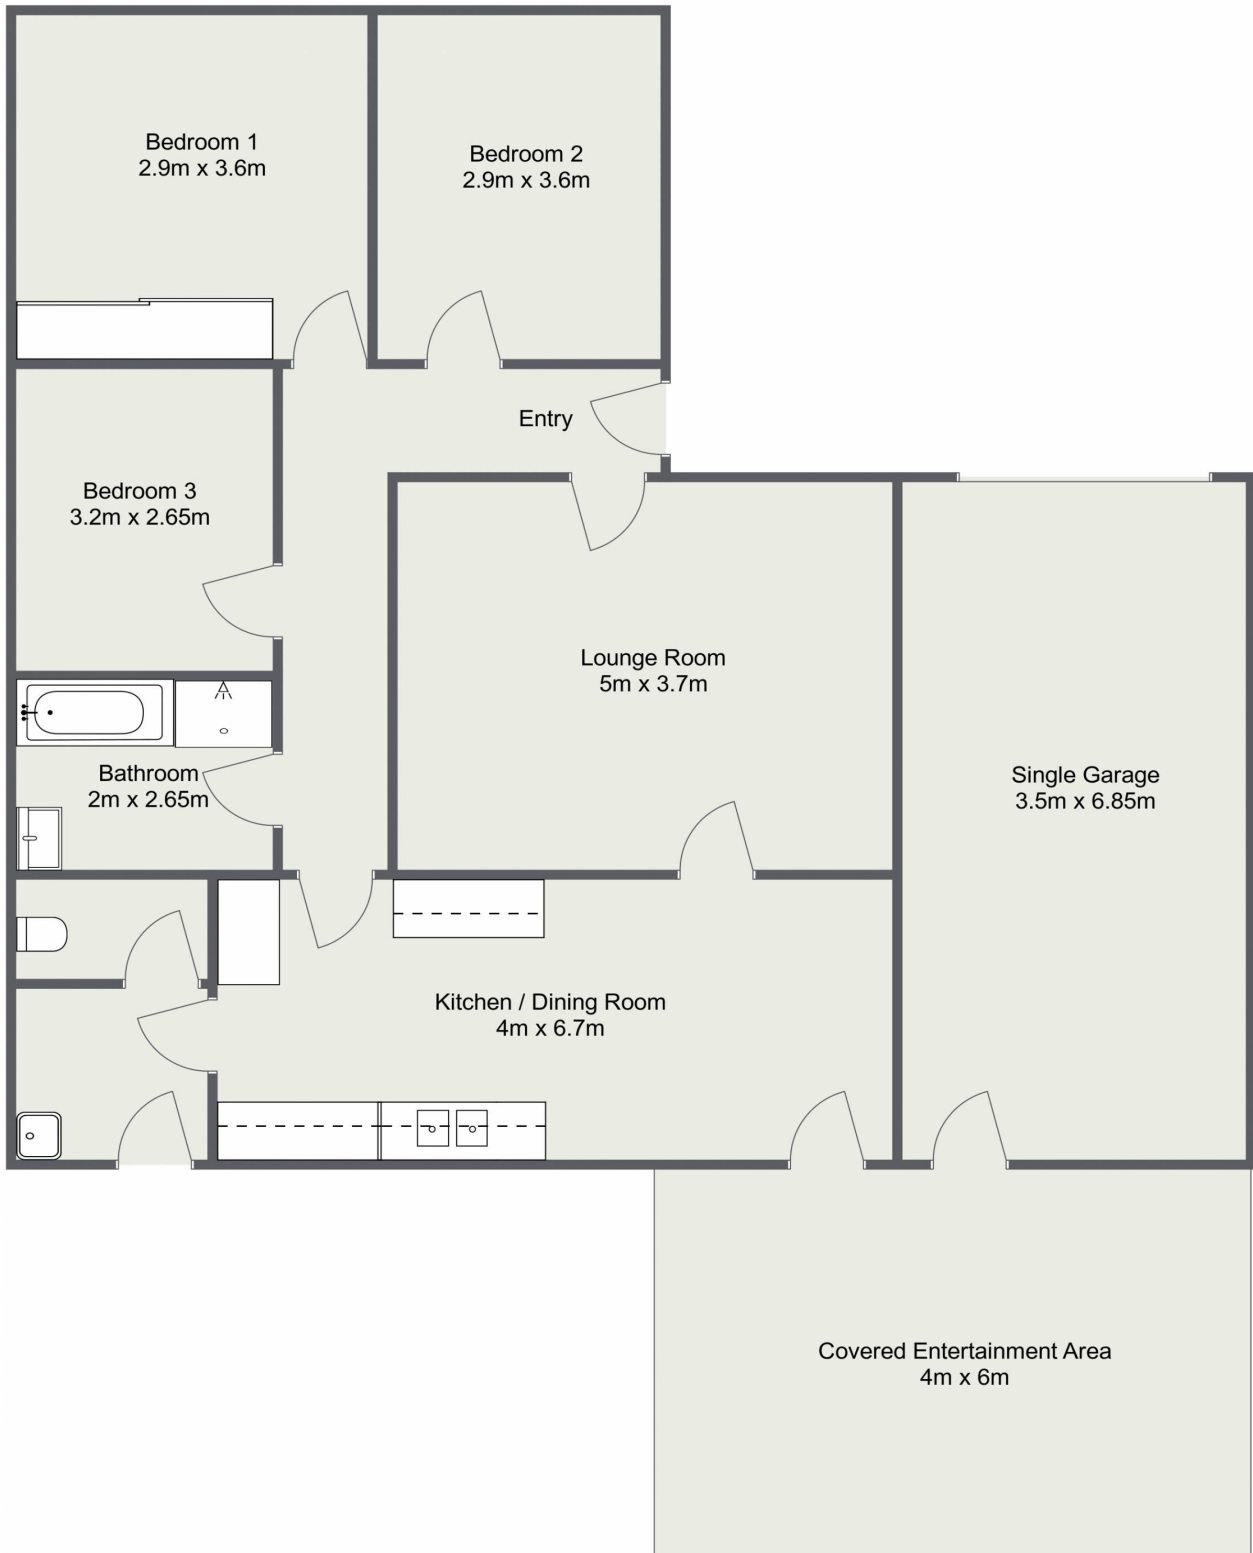 Bedroom 1
2.9m x 3.6m
Bedroom 2
2.9m x 3.6m
Entry
Bedroom 3
3.2m x 2.65m
Lounge Room
5m x 3.7m
Bathroom
2m x 2.65m
Single Garage
3.5m x 6.85m
Kitchen / Dining Room
4m x 6.7m
Covered Entertainment Area
4m x 6m